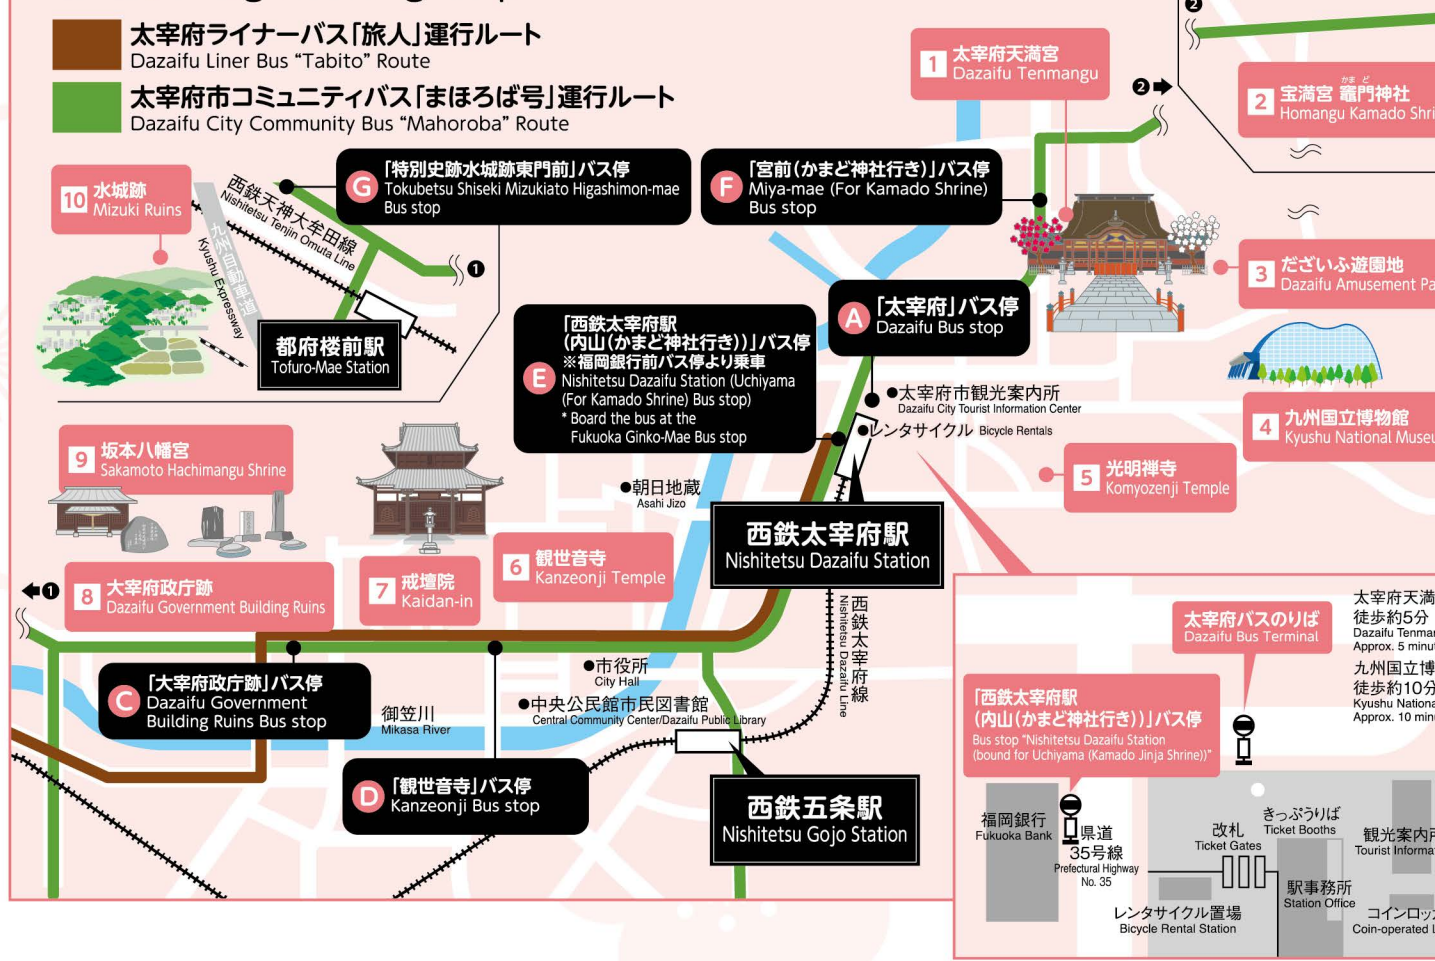 太宰府ライナーバス「旅人」運行ルート
Dazaifu Liner Bus “Tabito” Route
太宰府市コミュニティバス「まほろば号」運行ルート
Dazaifu City Community Bus “Mahoroba” Route
1 太宰府天満宮
Dazaifu Tenmangu
❷
❷
かまど
2 宝満宮 竈門神社
Homangu Kamado Shri
10 水城跡
Mizuki Ruins
西鉄天神大牟田線
Nishitetsu Tenjin Omuta Line
九州自動車道
Kyushu Expressway
G 「特別史跡水城跡東門前」バス停
Tokubetsu Shiseki Mizukiato Higashimon-mae
Bus stop
F 「宮前(かまど神社行き)」バス停
Miya-mae (For Kamado Shrine)
Bus stop
❶
都府楼前駅
Tofuro-Mae Station
3 だざいふ遊園地
Dazaifu Amusement Pa
A 「太宰府」バス停
Dazaifu Bus stop
E 「西鉄太宰府駅
(内山(かまど神社行き))」バス停
※福岡銀行前バス停より乗車
Nishitetsu Dazaifu Station (Uchiyama
(For Kamado Shrine) Bus stop)
* Board the bus at the
Fukuoka Ginko-Mae Bus stop
●太宰府市観光案内所
Dazaifu City Tourist Information Center
●レンタサイクル Bicycle Rentals
4 九州国立博物館
Kyushu National Museu
5 光明禅寺
Komyozenji Temple
9 坂本八幡宮
Sakamoto Hachimangu Shrine
●朝日地蔵
Asahi Jizo
西鉄太宰府駅
Nishitetsu Dazaifu Station
6 観世音寺
Kanzeonji Temple
7 戒壇院
Kaidan-in
8 大宰府政庁跡
Dazaifu Government Building Ruins
❶
西鉄太宰府線
Nishitetsu Dazaifu Line
C 「大宰府政庁跡」バス停
Dazaifu Government
Building Ruins Bus stop
御笠川
Mikasa River
●市役所
City Hall
●中央公民館市民図書館
Central Community Center/Dazaifu Public Library
D 「観世音寺」バス停
Kanzeonji Bus stop
西鉄五条駅
Nishitetsu Gojo Station
太宰府バスのりば
Dazaifu Bus Terminal
太宰府天満
徒歩約5分
Dazaifu Tenmar
Approx. 5 minut
九州国立博
徒歩約10分
Kyushu Nationa
Approx. 10 minu
「西鉄太宰府駅
(内山(かまど神社行き))」バス停
Bus stop “Nishitetsu Dazaifu Station
(bound for Uchiyama (Kamado Jinja Shrine))”
福岡銀行
Fukuoka Bank
県道
35号線
Prefectural Highway
No. 35
改札
Ticket Gates
きっぷうりば
Ticket Booths
観光案内所
Tourist Informa
駅事務所
Station Office
レンタサイクル置場
Bicycle Rental Station
コインロッカ
Coin-operated L